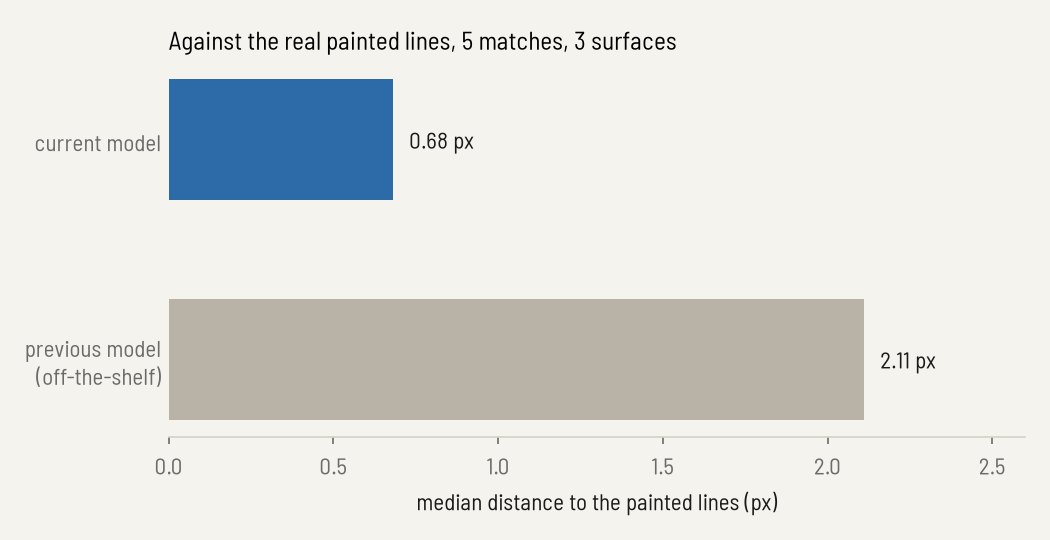 Against the real painted lines, 5 matches, 3 surfaces
current model
0.68 px
previous model
(off-the-shelf)
2.11 px
0.0 0.5 1.0 1.5 2.0 2.5
median distance to the painted lines (px)